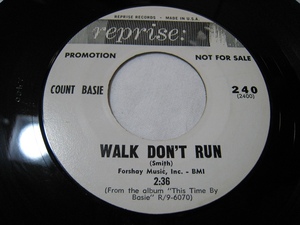 REPRISE RECORDS MADE IN U.S.A.
reprise:
PROMOTION NOT FOR SALE
COUNT BASIE 240
(2400)
WALK DON'T RUN
(Smith)
Forshay Music, Inc. - BMI
2:36
(From the album "This Time By
Basie" R/9-6070)